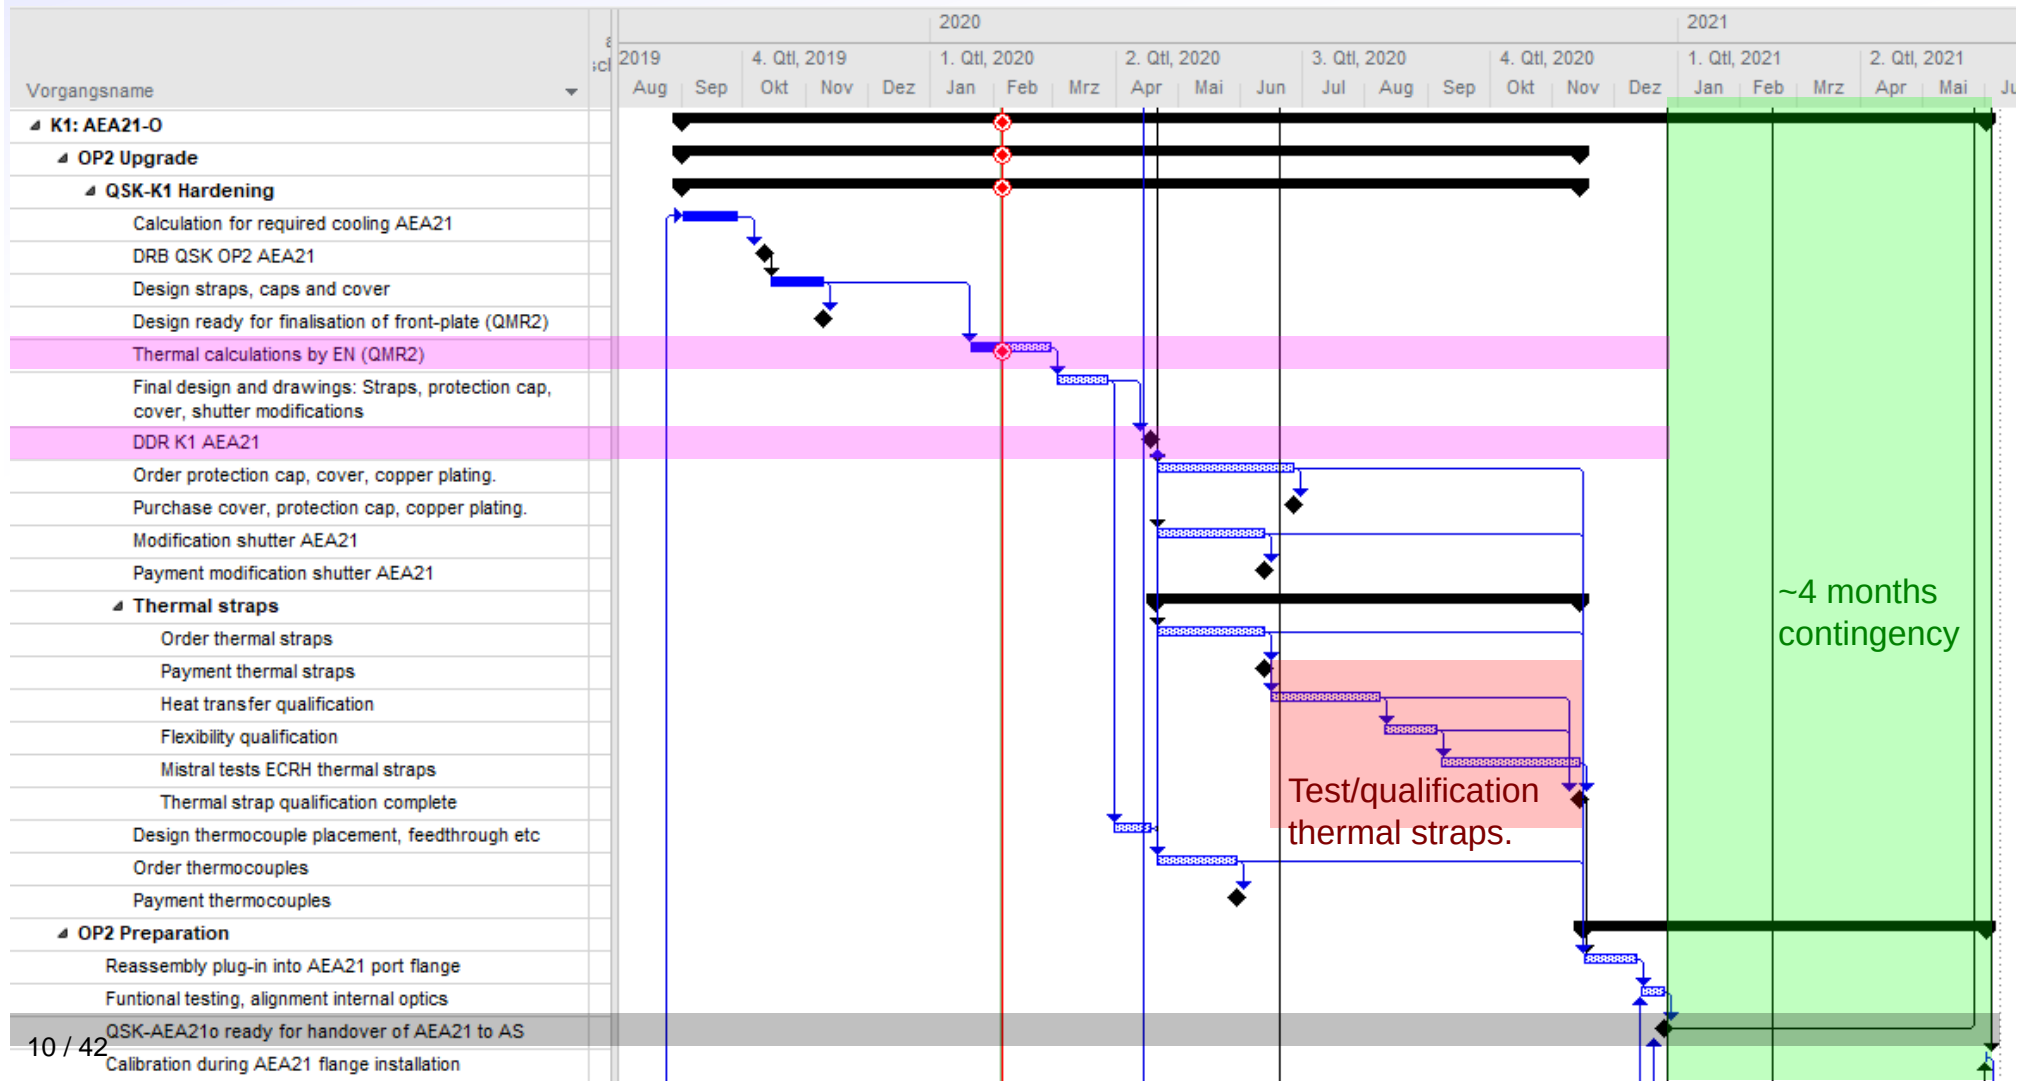 2020
2021
2019
4. Qtl, 2019
1. Qtl, 2020
2. Qtl, 2020
3. Qtl, 2020
4. Qtl, 2020
1. Qtl, 2021
2. Qtl, 2021
Vorgangsname
Aug Sep Okt Nov Dez Jan Feb Mrz Apr Mai Jun Jul Aug Sep Okt Nov Dez Jan Feb Mrz Apr Mai
K1: AEA21-O
OP2 Upgrade
QSK-K1 Hardening
Calculation for required cooling AEA21
DRB QSK OP2 AEA21
Design straps, caps and cover
Design ready for finalisation of front-plate (QMR2)
Thermal calculations by EN (QMR2)
Final design and drawings: Straps, protection cap,
cover, shutter modifications
DDR K1 AEA21
Order protection cap, cover, copper plating.
Purchase cover, protection cap, copper plating.
Modification shutter AEA21
Payment modification shutter AEA21
Thermal straps
Order thermal straps
Payment thermal straps
Heat transfer qualification
Flexibility qualification
Mistral tests ECRH thermal straps
Thermal strap qualification complete
Design thermocouple placement, feedthrough etc
Order thermocouples
Payment thermocouples
OP2 Preparation
Reassembly plug-in into AEA21 port flange
Funtional testing, alignment internal optics
QSK-AEA21o ready for handover of AEA21 to AS
Calibration during AEA21 flange installation
~4 months
contingency
Test/qualification
thermal straps.
10 / 42